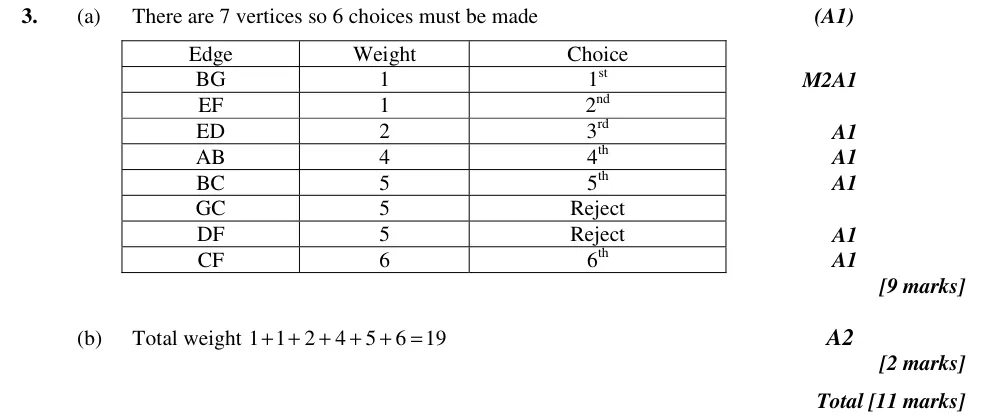 3. (a) There are 7 vertices so 6 choices must be made (A1)
Edge Weight Choice
BG 1 1st M2A1
EF 1 2nd
ED 2 3rd A1
AB 4 4th A1
BC 5 5th A1
GC 5 Reject
DF 5 Reject A1
CF 6 6th A1
[9 marks]
(b) Total weight 1+1+2+4+5+6=19 A2
[2 marks]
Total [11 marks]